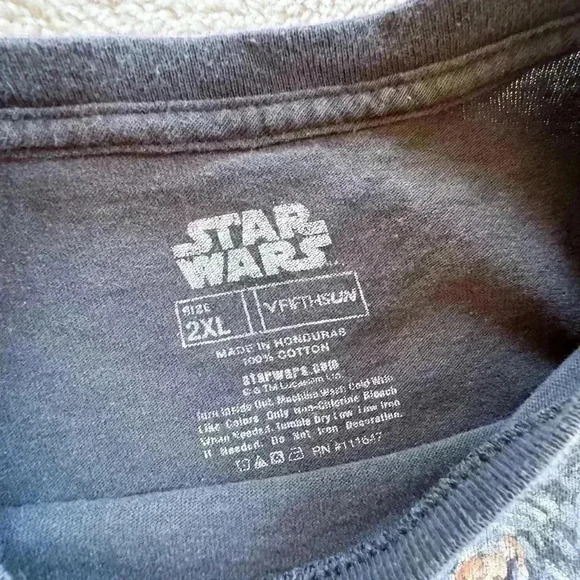 STAR
WARS
SIZE
2XL
FIFTHSUN
MADE IN HONDURAS
100% COTTON
starwars.com
© & TM Lucasfilm Ltd.
Turn Inside Out. Machine Wash Cold With
Like Colors. Only Non-Chlorine Bleach
When Needed. Tumble Dry Low. Low Iron
If Needed. Do Not Iron Decoration.
RN #111647